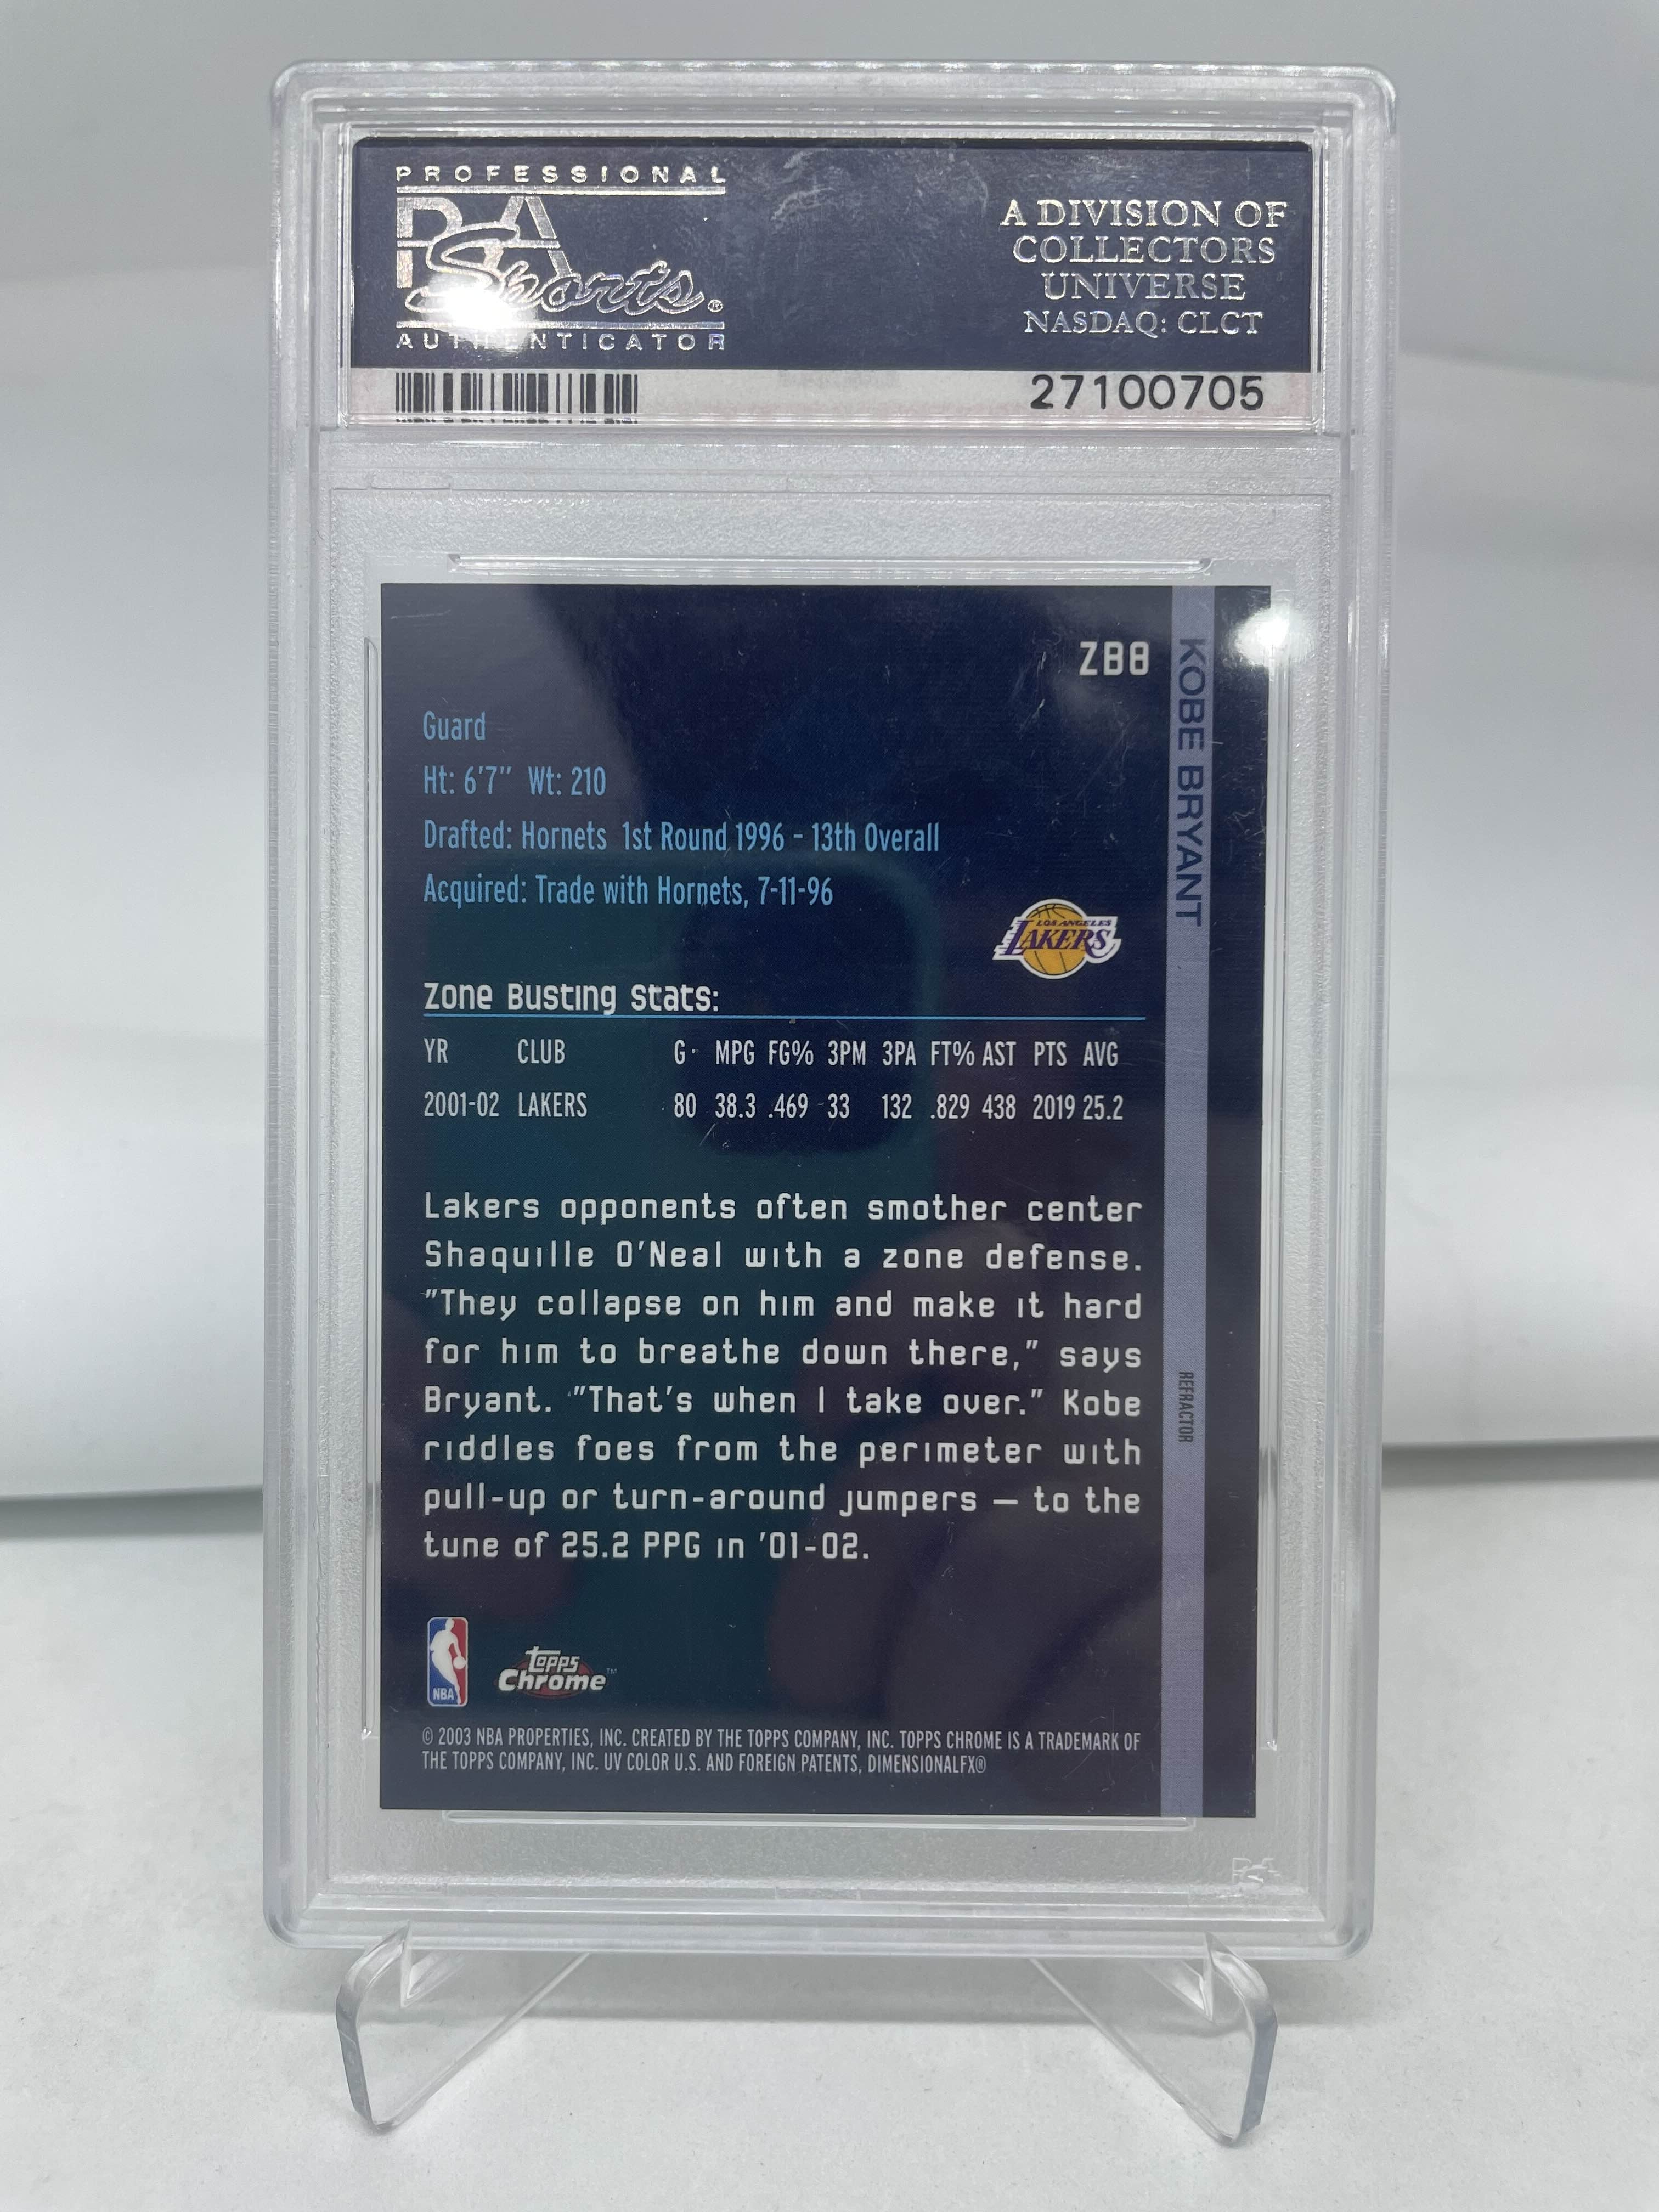 PROFESSIONAL
PSA
Sports®
AUTHENTICATOR
A DIVISION OF
COLLECTORS
UNIVERSE
NASDAQ: CLCT
27100705
ZB8
KOBE BRYANT
Guard
Ht: 6'7" Wt: 210
Drafted: Hornets 1st Round 1996 - 13th Overall
Acquired: Trade with Hornets, 7-11-96
LOS ANGELES
LAKERS
Zone Busting Stats:
YR CLUB G MPG FG% 3PM 3PA FT% AST PTS AVG
2001-02 LAKERS 80 38.3 .469 33 132 .829 438 2019 25.2
Lakers opponents often smother center
Shaquille O'Neal with a zone defense.
"They collapse on him and make it hard
for him to breathe down there," says
Bryant. "That's when I take over." Kobe
riddles foes from the perimeter with
pull-up or turn-around jumpers — to the
tune of 25.2 PPG in '01-02.
REFRACTOR
NBA
Topps
Chrome™
© 2003 NBA PROPERTIES, INC. CREATED BY THE TOPPS COMPANY, INC. TOPPS CHROME IS A TRADEMARK OF
THE TOPPS COMPANY, INC. UV COLOR U.S. AND FOREIGN PATENTS, DIMENSIONALFX®
PSA